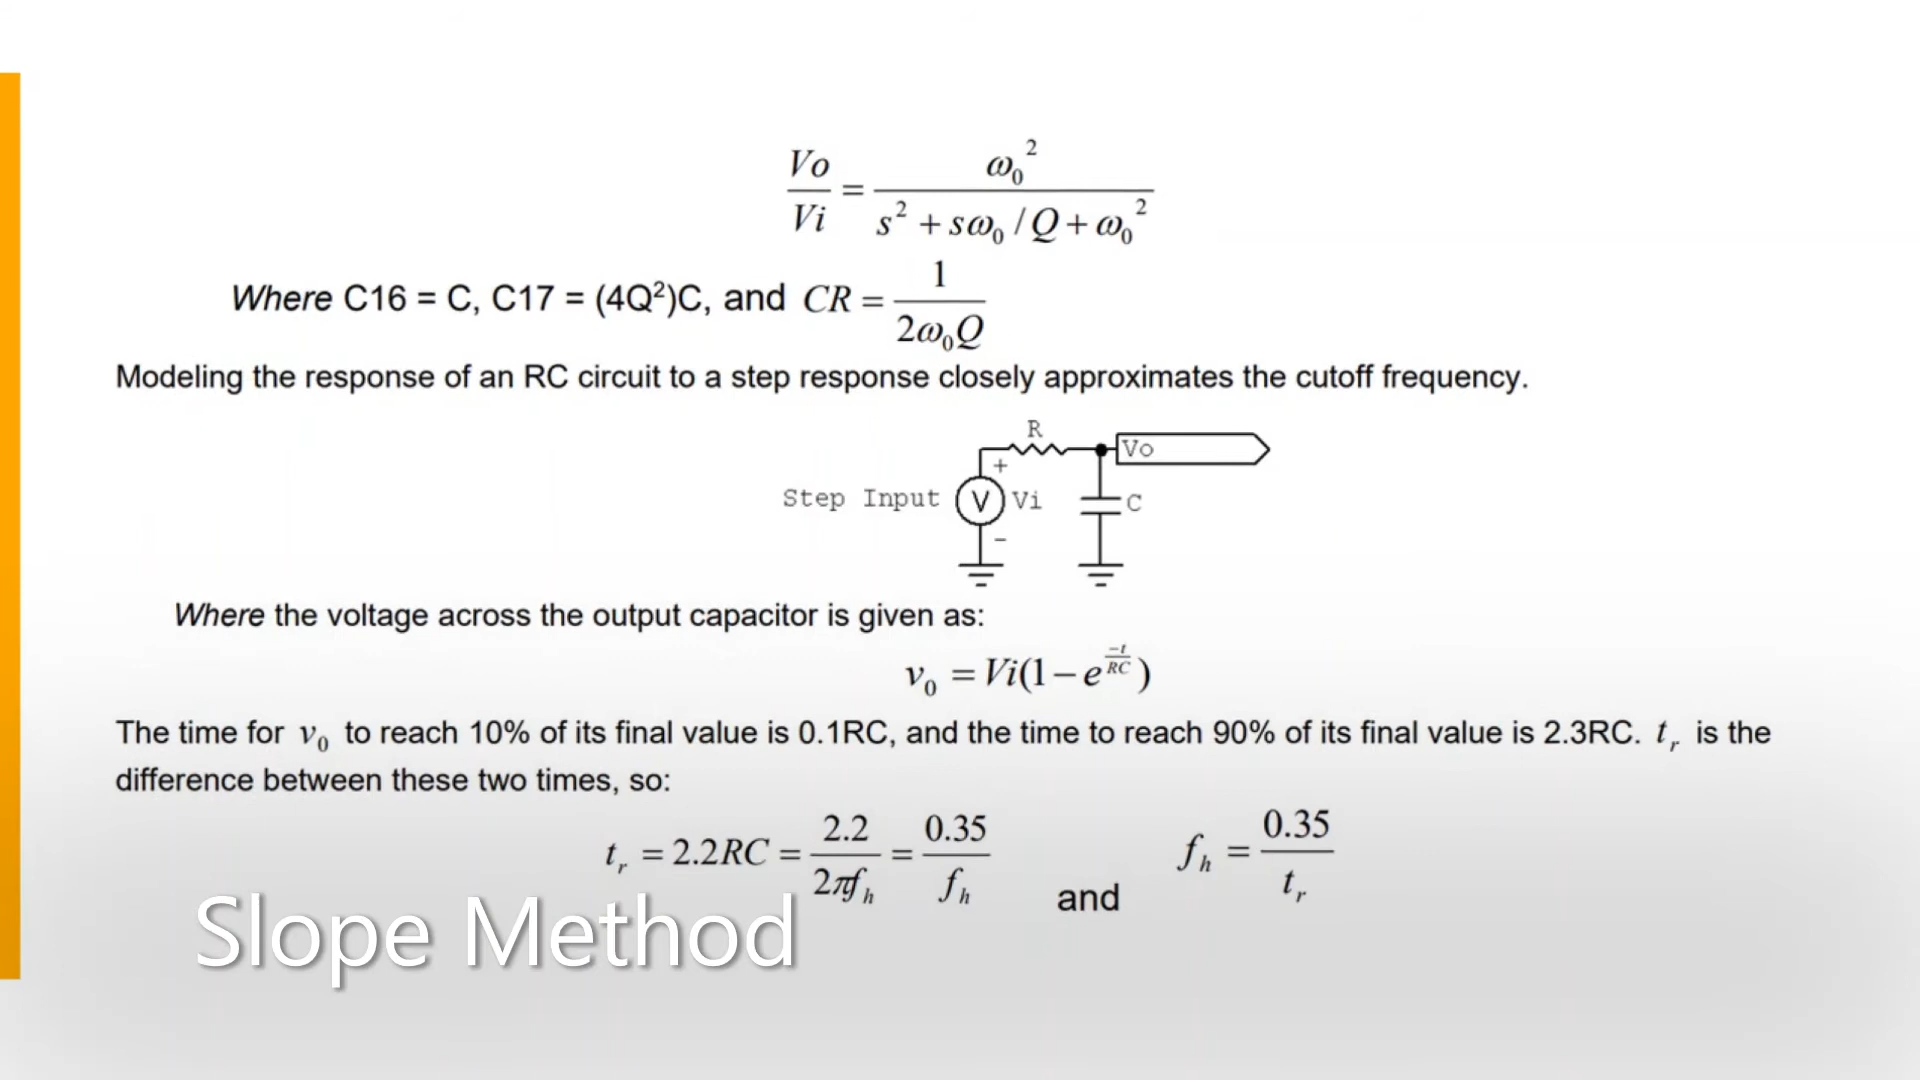 Vo/Vi = ω₀² / (s² + sω₀ / Q + ω₀²)
Where C16 = C, C17 = (4Q²)C, and CR = 1 / (2ω₀Q)
Modeling the response of an RC circuit to a step response closely approximates the cutoff frequency.
R
Vo
+
Step Input V Vi C
-
Where the voltage across the output capacitor is given as:
v₀ = Vi(1 − e^(−t/RC))
The time for v₀ to reach 10% of its final value is 0.1RC, and the time to reach 90% of its final value is 2.3RC. tᵣ is the
difference between these two times, so:
tᵣ = 2.2RC = 2.2 / (2πfₕ) = 0.35 / fₕ and fₕ = 0.35 / tᵣ
Slope Method